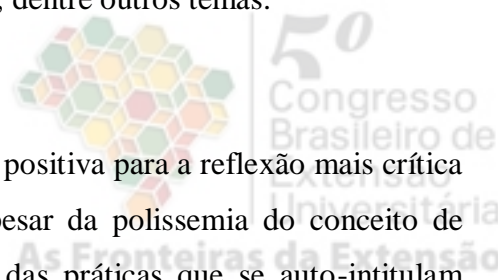 , dentre outros temas.
5º
Congresso
Brasileiro de
Extensão
Universitária
As Fronteiras da Extensão
positiva para a reflexão mais crítica
pesar da polissemia do conceito de
das práticas que se auto-intitulam